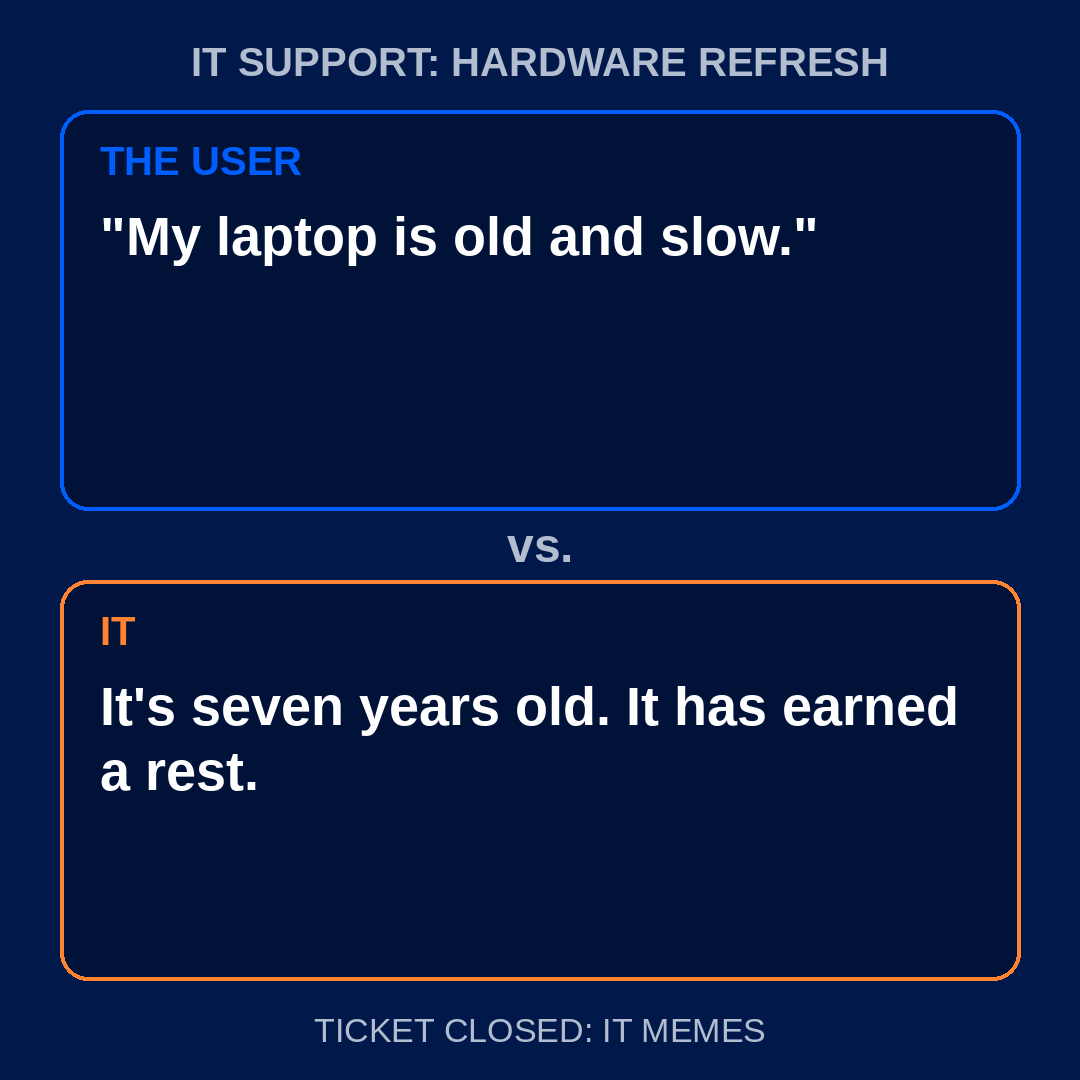 IT SUPPORT: HARDWARE REFRESH
THE USER
"My laptop is old and slow."
vs.
IT
It's seven years old. It has earned
a rest.
TICKET CLOSED: IT MEMES